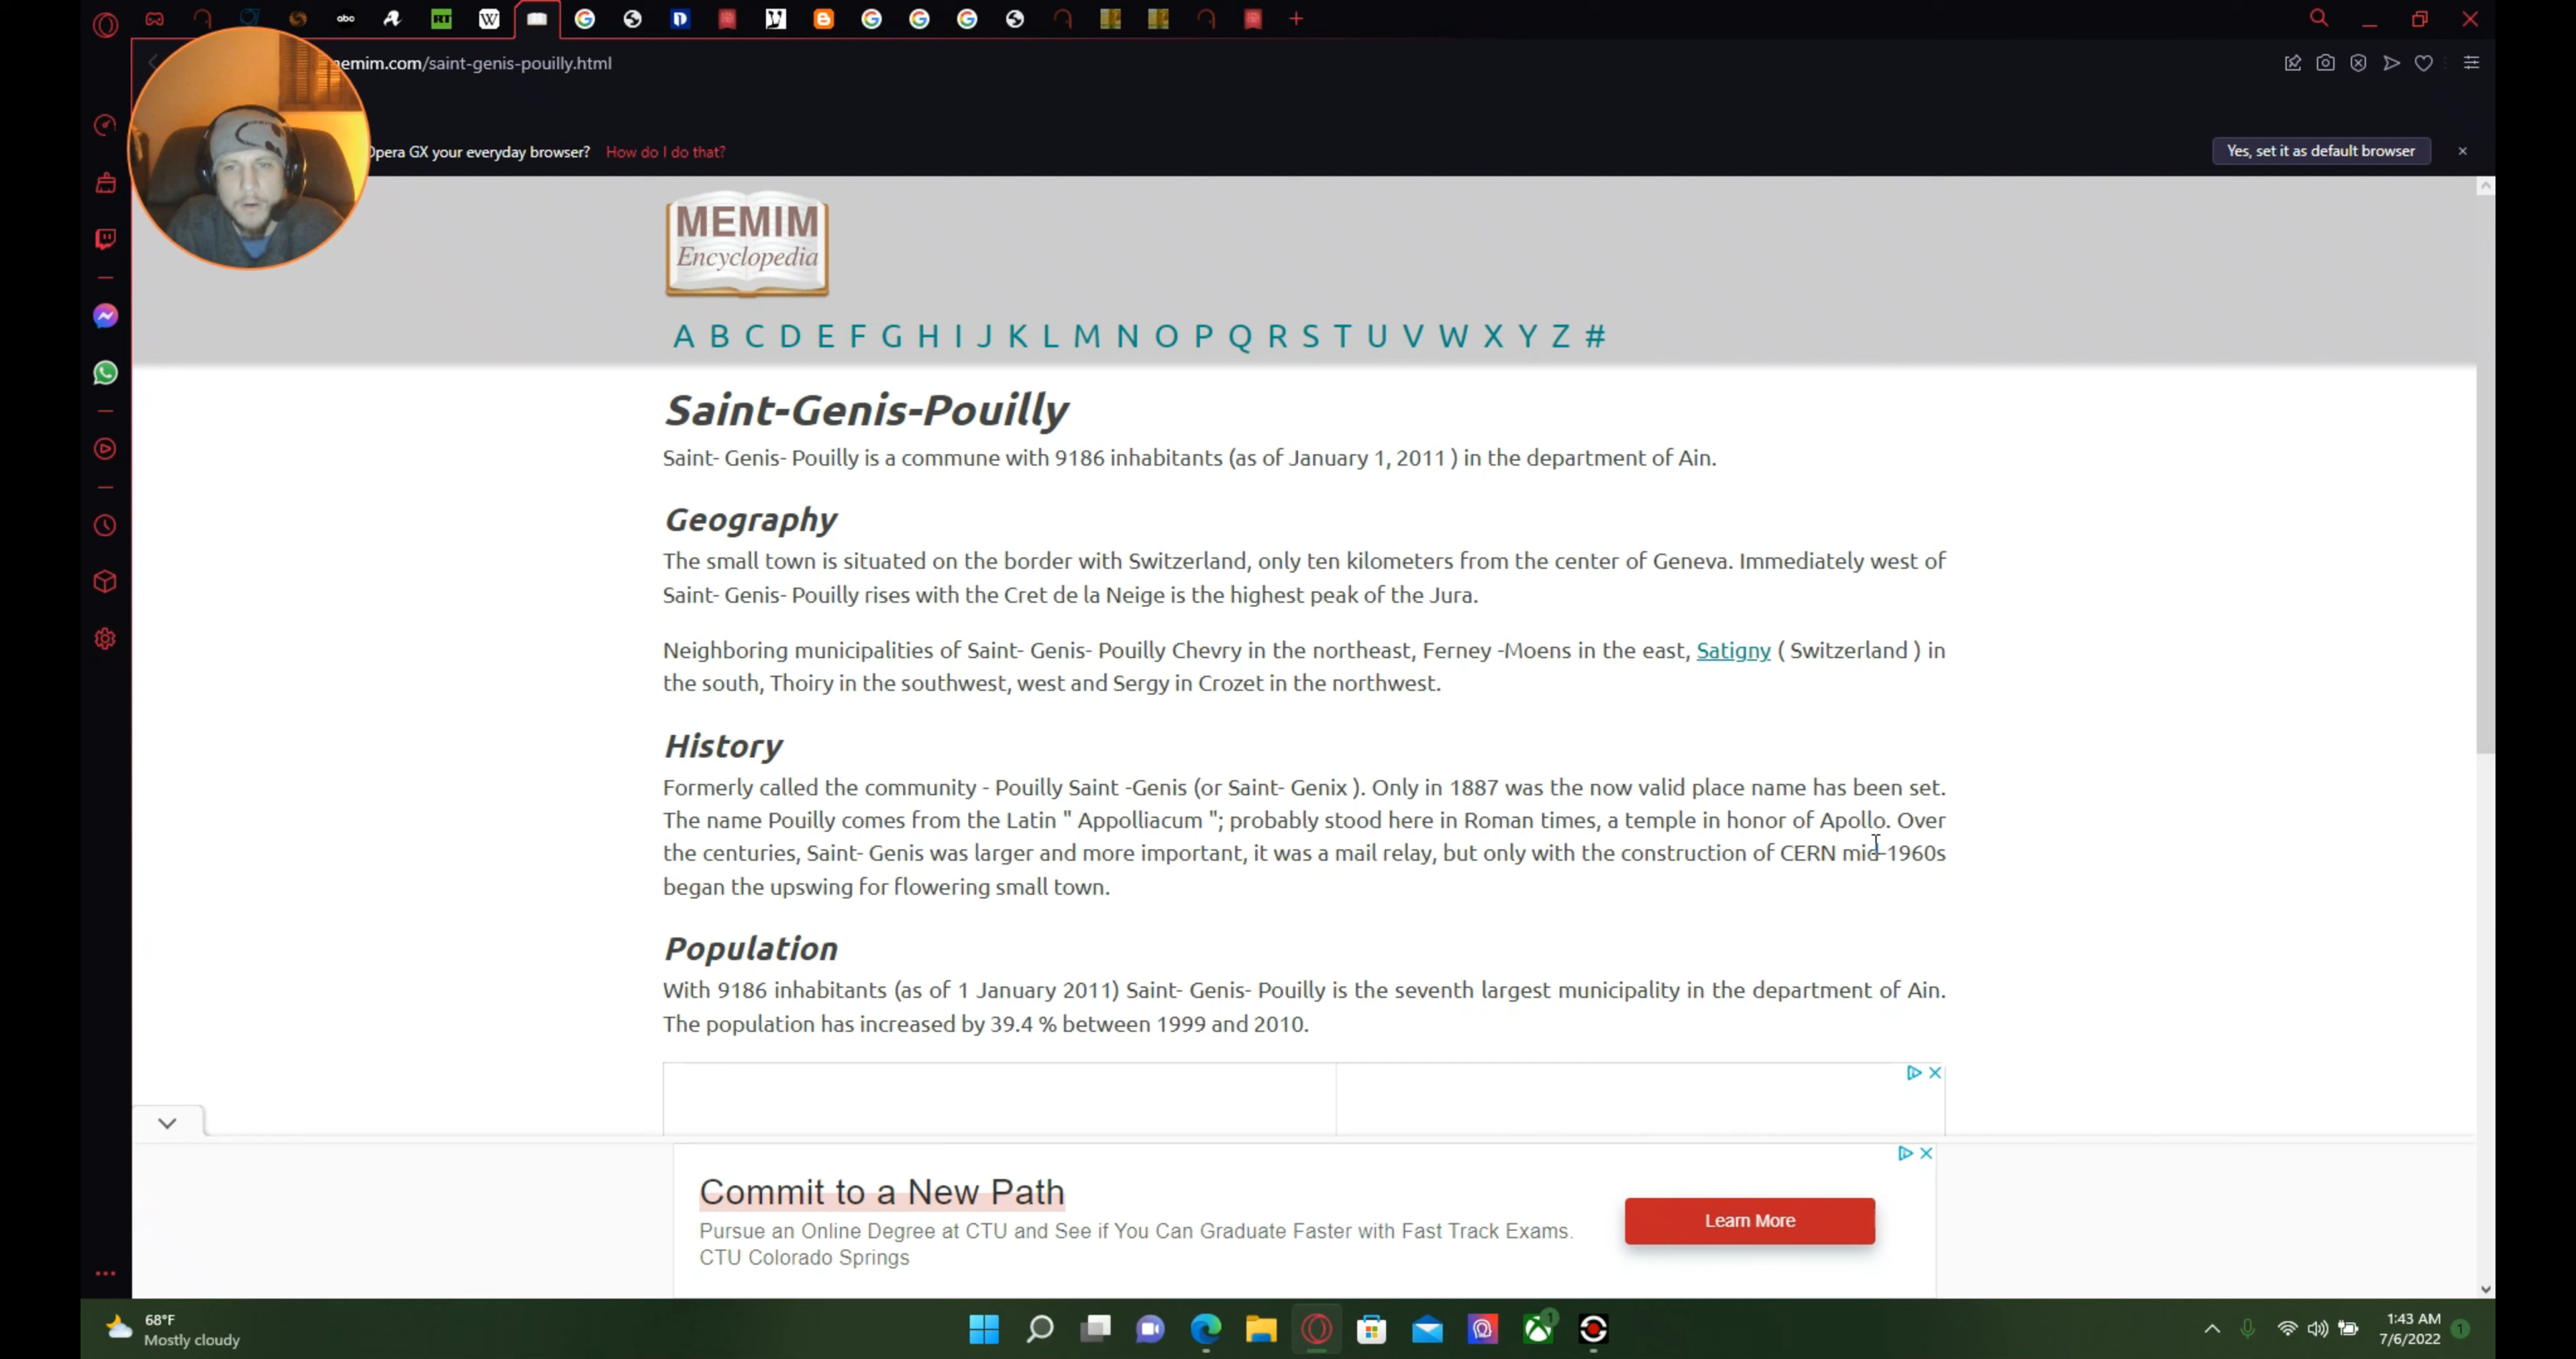 abc
RT
W
D
emim.com/saint-genis-pouilly.html
Opera GX your everyday browser? How do I do that?
Yes, set it as default browser
MEMIM
Encyclopedia
A B C D E F G H I J K L M N O P Q R S T U V W X Y Z #
Saint-Genis-Pouilly
Saint- Genis- Pouilly is a commune with 9186 inhabitants (as of January 1, 2011 ) in the department of Ain.
Geography
The small town is situated on the border with Switzerland, only ten kilometers from the center of Geneva. Immediately west of
Saint- Genis- Pouilly rises with the Cret de la Neige is the highest peak of the Jura.
Neighboring municipalities of Saint- Genis- Pouilly Chevry in the northeast, Ferney -Moens in the east, Satigny ( Switzerland ) in
the south, Thoiry in the southwest, west and Sergy in Crozet in the northwest.
History
Formerly called the community - Pouilly Saint -Genis (or Saint- Genix ). Only in 1887 was the now valid place name has been set.
The name Pouilly comes from the Latin " Appolliacum "; probably stood here in Roman times, a temple in honor of Apollo. Over
the centuries, Saint- Genis was larger and more important, it was a mail relay, but only with the construction of CERN mid-1960s
began the upswing for flowering small town.
Population
With 9186 inhabitants (as of 1 January 2011) Saint- Genis- Pouilly is the seventh largest municipality in the department of Ain.
The population has increased by 39.4 % between 1999 and 2010.
Commit to a New Path
Pursue an Online Degree at CTU and See if You Can Graduate Faster with Fast Track Exams.
CTU Colorado Springs
Learn More
68°F
Mostly cloudy
1
1:43 AM
7/6/2022
1